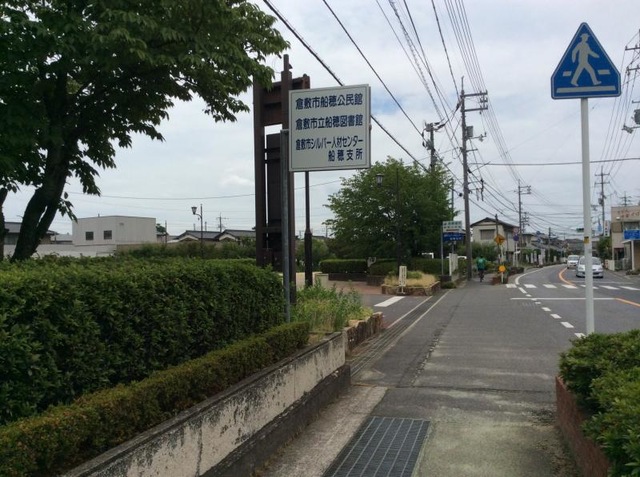 倉敷市船穂公民館
倉敷市立船穂図書館
倉敷市シルバー人材センター
船穂支所